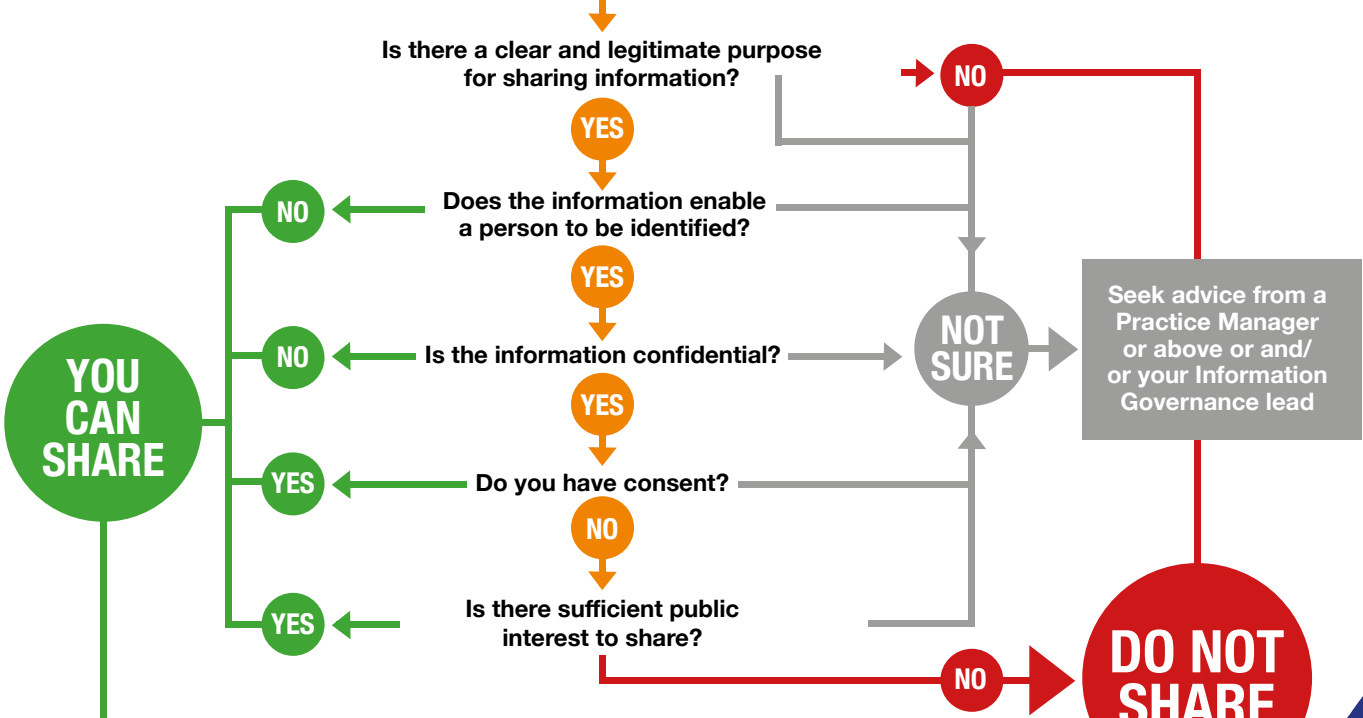 Is there a clear and legitimate purpose
for sharing information?
NO
YES
Does the information enable
a person to be identified?
NO
YES
Seek advice from a
Practice Manager
or above or and/
or your Information
Governance lead
NOT
SURE
Is the information confidential?
NO
YOU
CAN
SHARE
YES
Do you have consent?
YES
NO
Is there sufficient public
interest to share?
YES
NO
DO NOT
SHARE